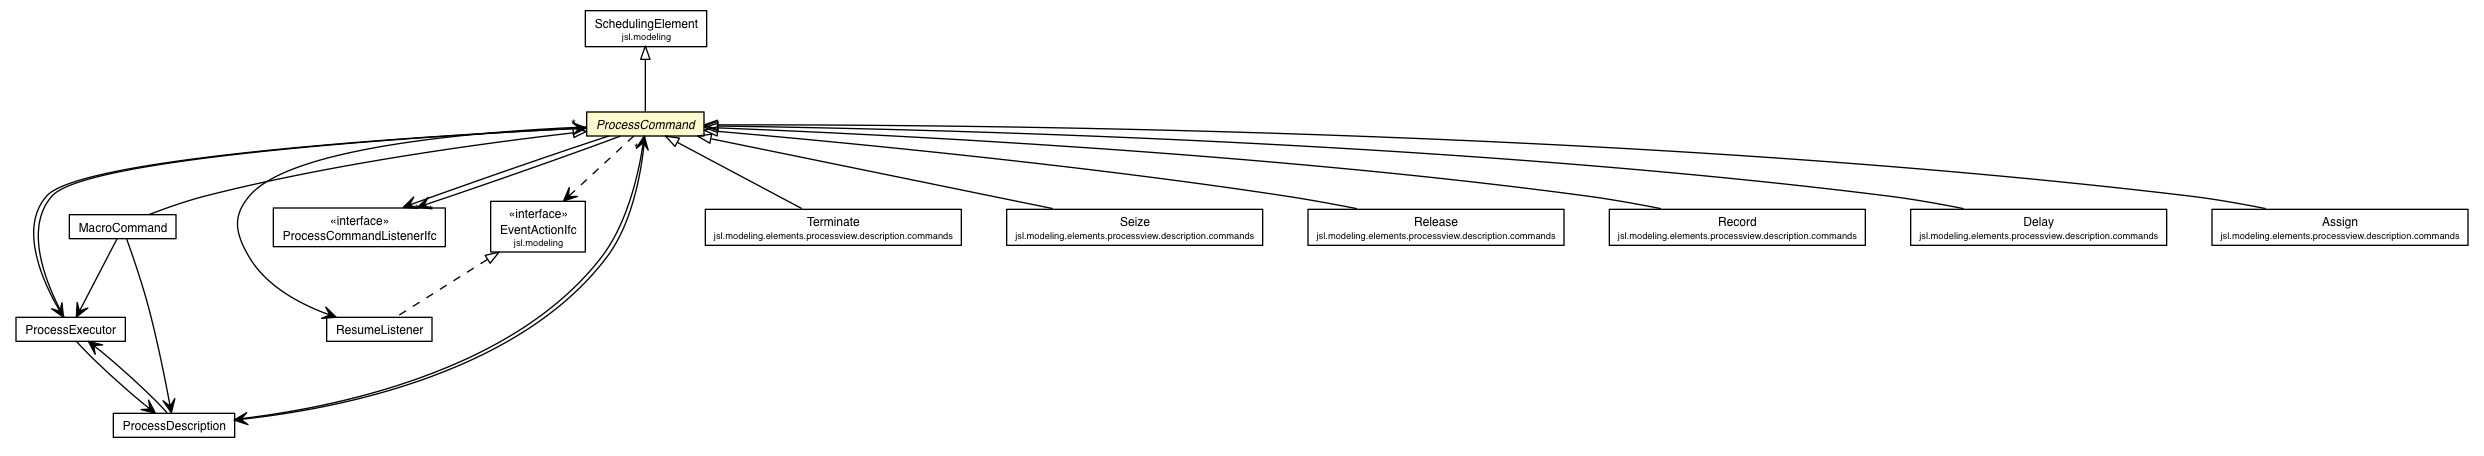 SchedulingElement
jsl.modeling
ProcessCommand
*
MacroCommand
«interface»
ProcessCommandListenerIfc
«interface»
EventActionIfc
jsl.modeling
Terminate
jsl.modeling.elements.processview.description.commands
Seize
jsl.modeling.elements.processview.description.commands
Release
jsl.modeling.elements.processview.description.commands
Record
jsl.modeling.elements.processview.description.commands
Delay
jsl.modeling.elements.processview.description.commands
Assign
jsl.modeling.elements.processview.description.commands
ProcessExecutor
ResumeListener
ProcessDescription